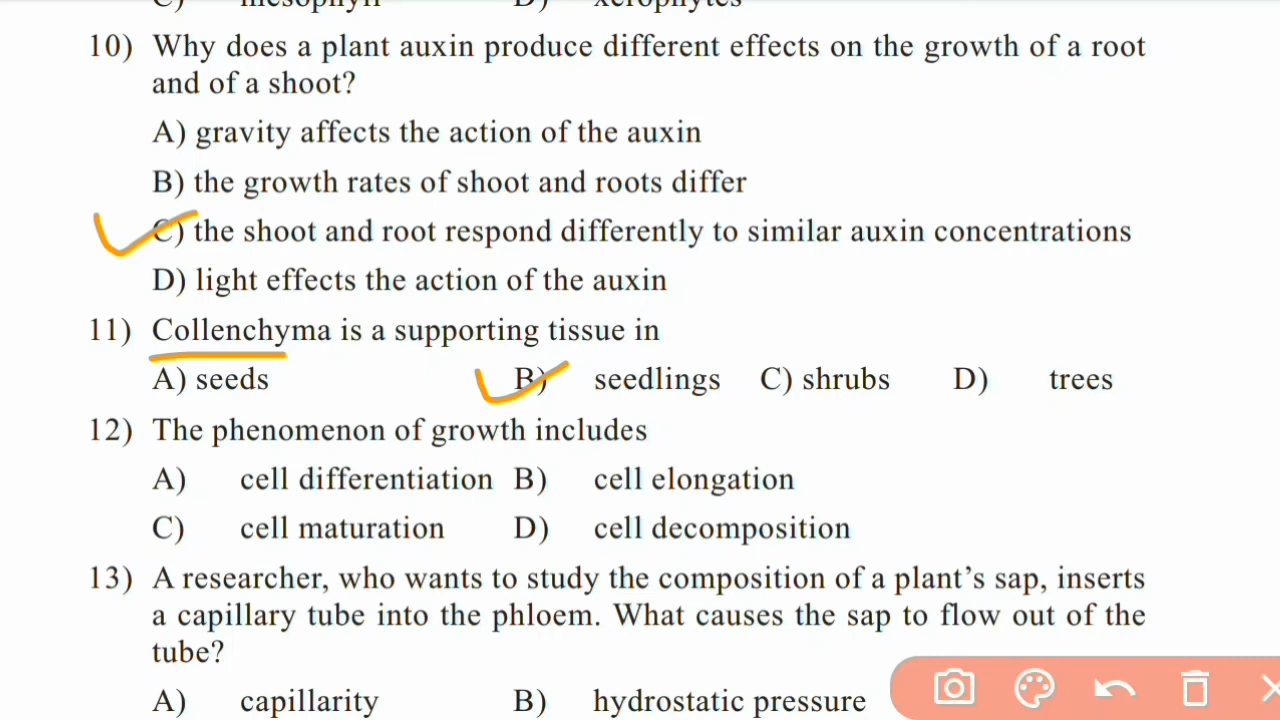 C) mesophyll D) xerophytes
10) Why does a plant auxin produce different effects on the growth of a root
and of a shoot?
A) gravity affects the action of the auxin
B) the growth rates of shoot and roots differ
C) the shoot and root respond differently to similar auxin concentrations
D) light effects the action of the auxin
11) Collenchyma is a supporting tissue in
A) seeds B) seedlings C) shrubs D) trees
12) The phenomenon of growth includes
A) cell differentiation B) cell elongation
C) cell maturation D) cell decomposition
13) A researcher, who wants to study the composition of a plant’s sap, inserts
a capillary tube into the phloem. What causes the sap to flow out of the
tube?
A) capillarity B) hydrostatic pressure